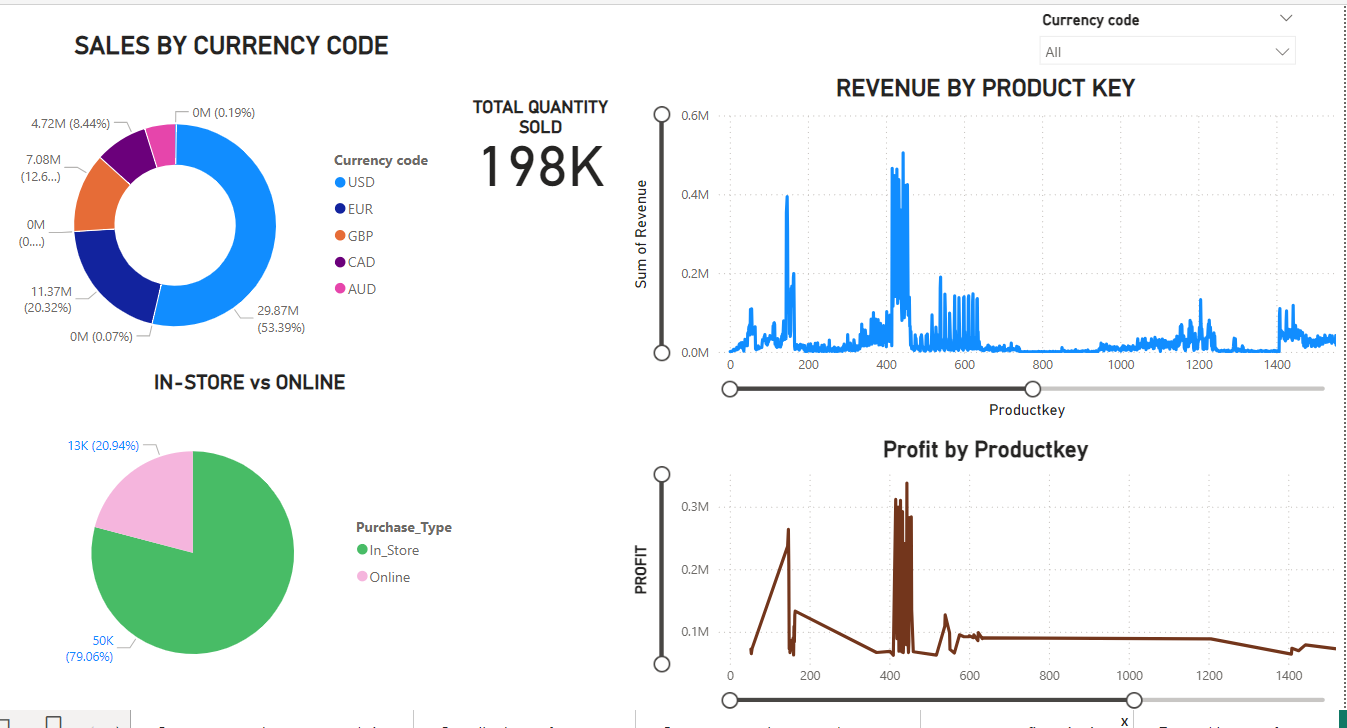 Currency code
All
SALES BY CURRENCY CODE
0M (0.19%)
4.72M (8.44%)
7.08M
(12.6...)
0M
(0....)
11.37M
(20.32%)
0M (0.07%)
29.87M
(53.39%)
Currency code
USD
EUR
GBP
CAD
AUD
TOTAL QUANTITY
SOLD
198K
REVENUE BY PRODUCT KEY
Sum of Revenue
0.6M
0.4M
0.2M
0.0M
0 200 400 600 800 1000 1200 1400
Productkey
IN-STORE vs ONLINE
13K (20.94%)
50K
(79.06%)
Purchase_Type
In_Store
Online
Profit by Productkey
PROFIT
0.3M
0.2M
0.1M
0 200 400 600 800 1000 1200 1400
x